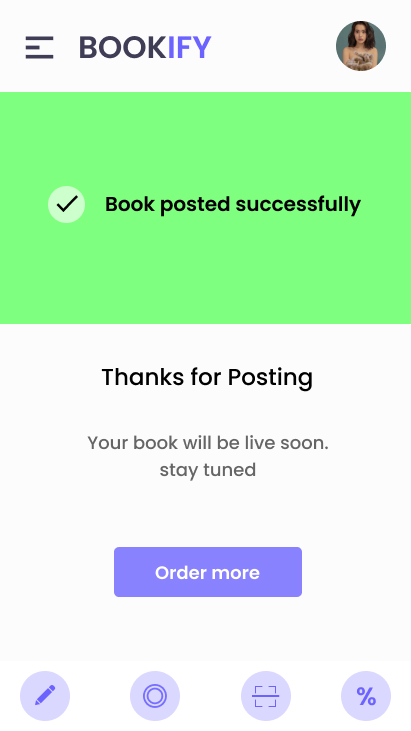 BOOKIFY
Book posted successfully
Thanks for Posting
Your book will be live soon.
stay tuned
Order more
%